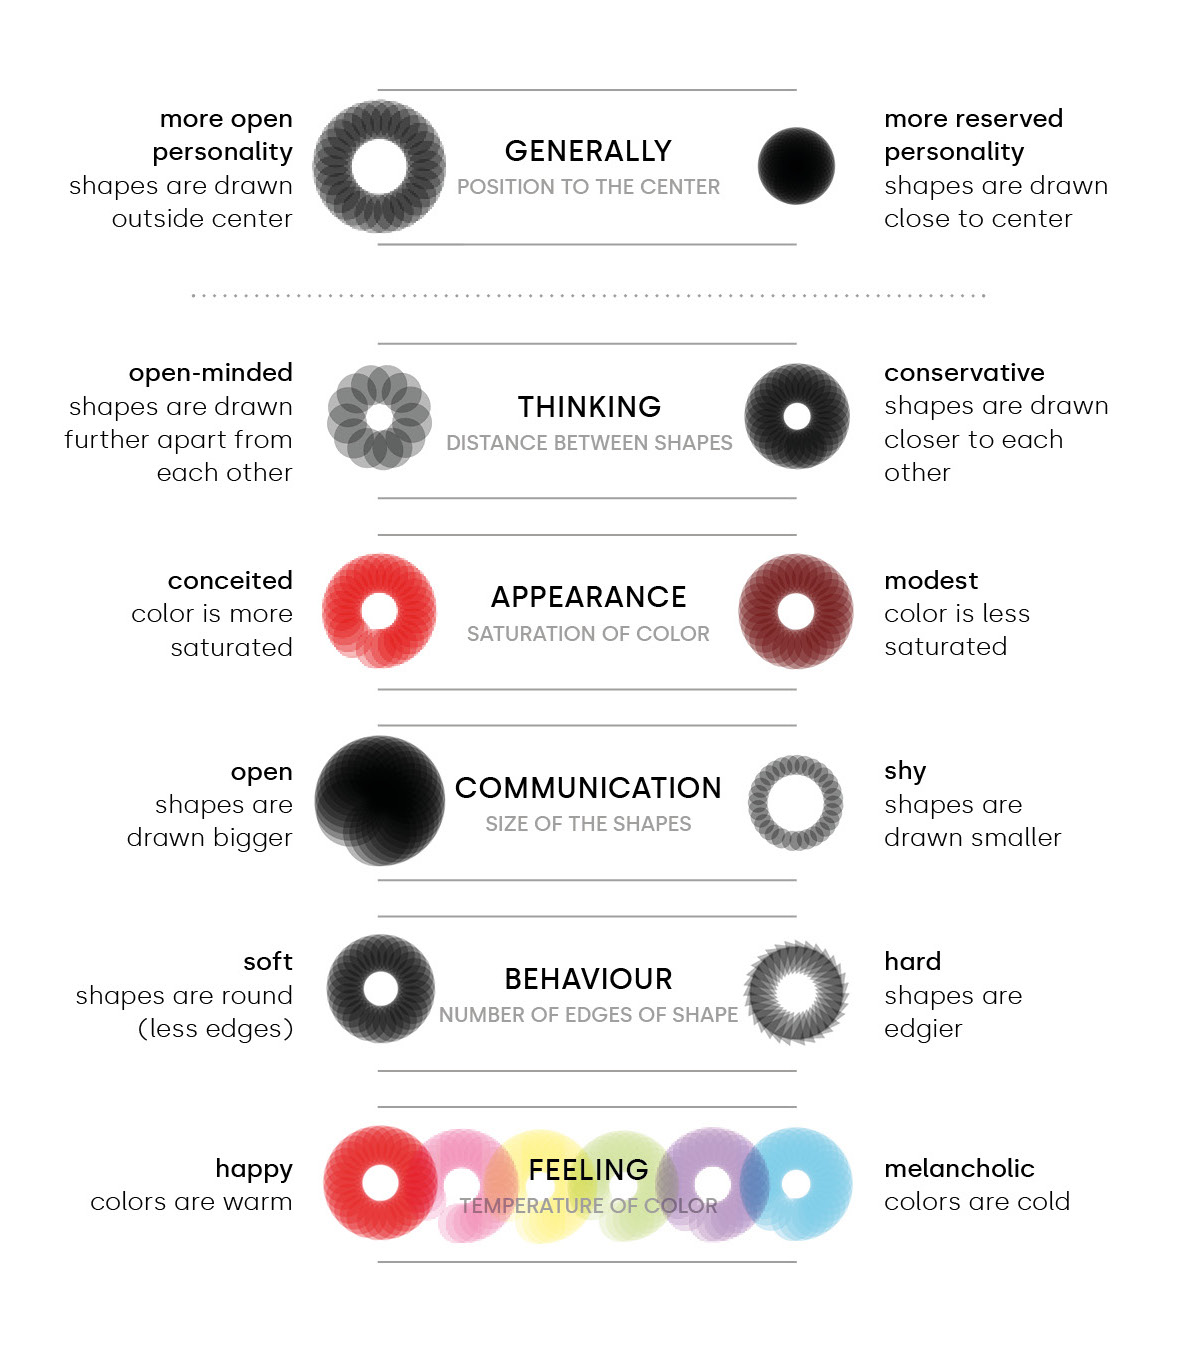 more open
personality
shapes are drawn
outside center
GENERALLY
POSITION TO THE CENTER
more reserved
personality
shapes are drawn
close to center
open-minded
shapes are drawn
further apart from
each other
THINKING
DISTANCE BETWEEN SHAPES
conservative
shapes are drawn
closer to each
other
conceited
color is more
saturated
APPEARANCE
SATURATION OF COLOR
modest
color is less
saturated
open
shapes are
drawn bigger
COMMUNICATION
SIZE OF THE SHAPES
shy
shapes are
drawn smaller
soft
shapes are round
(less edges)
BEHAVIOUR
NUMBER OF EDGES OF SHAPE
hard
shapes are
edgier
happy
colors are warm
FEELING
TEMPERATURE OF COLOR
melancholic
colors are cold